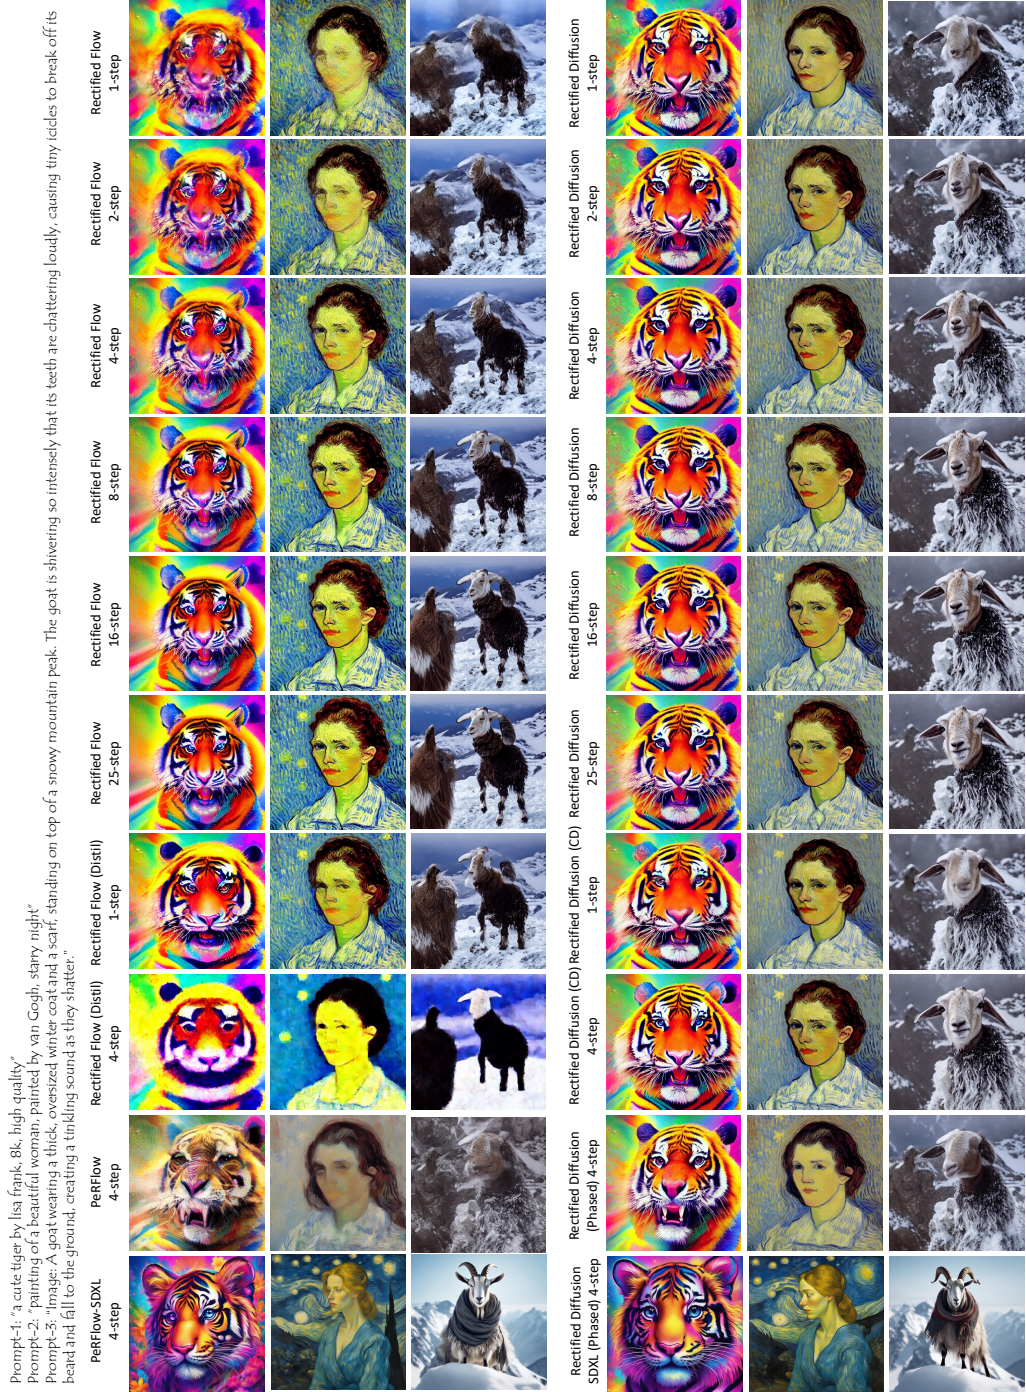 Prompt-1: "a cute tiger by lisa frank, 8k, high quality"
Prompt-2: "painting of a beautiful woman, painted by van Gogh, starry night"
Prompt-3: "Image: A goat wearing a thick, oversized winter coat and a scarf, standing on top of a snowy mountain peak. The goat is shivering so intensely that its teeth are chattering loudly, causing tiny icicles to break off its
beard and fall to the ground, creating a tinkling sound as they shatter."
PeRFlow-SDXL
4-step
PeRFlow
4-step
Rectified Flow (Distil)
4-step
Rectified Flow (Distil)
1-step
Rectified Flow
25-step
Rectified Flow
16-step
Rectified Flow
8-step
Rectified Flow
4-step
Rectified Flow
2-step
Rectified Flow
1-step
Rectified Diffusion
SDXL (Phased) 4-step
Rectified Diffusion
(Phased) 4-step
Rectified Diffusion (CD)
4-step
Rectified Diffusion (CD)
1-step
Rectified Diffusion
25-step
Rectified Diffusion
16-step
Rectified Diffusion
8-step
Rectified Diffusion
4-step
Rectified Diffusion
2-step
Rectified Diffusion
1-step